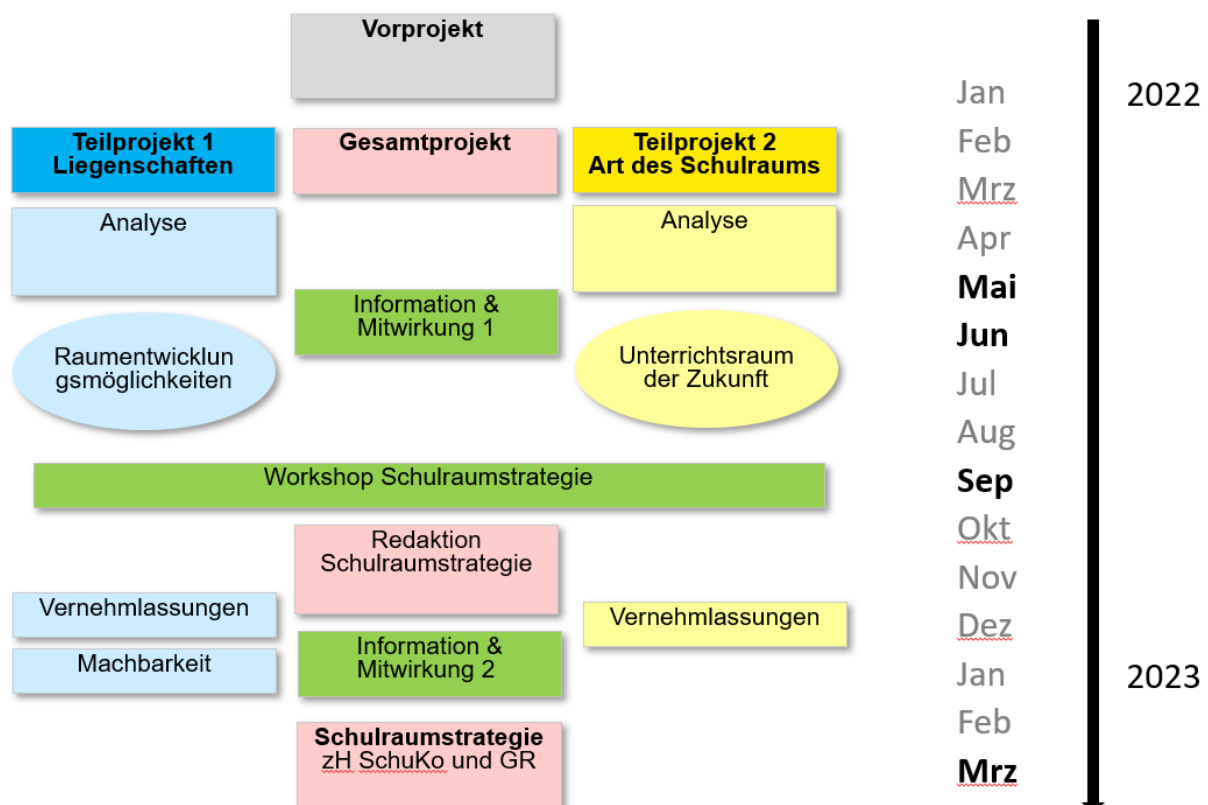 Vorprojekt
Teilprojekt 1
Liegenschaften
Gesamtprojekt
Teilprojekt 2
Art des Schulraums
Analyse
Analyse
Information &
Mitwirkung 1
Raumentwicklun
gsmöglichkeiten
Unterrichtsraum
der Zukunft
Workshop Schulraumstrategie
Redaktion
Schulraumstrategie
Vernehmlassungen
Vernehmlassungen
Machbarkeit
Information &
Mitwirkung 2
Schulraumstrategie
zH SchuKo und GR
Jan
Feb
Mrz
Apr
Mai
Jun
Jul
Aug
Sep
Okt
Nov
Dez
Jan
Feb
Mrz
2022
2023